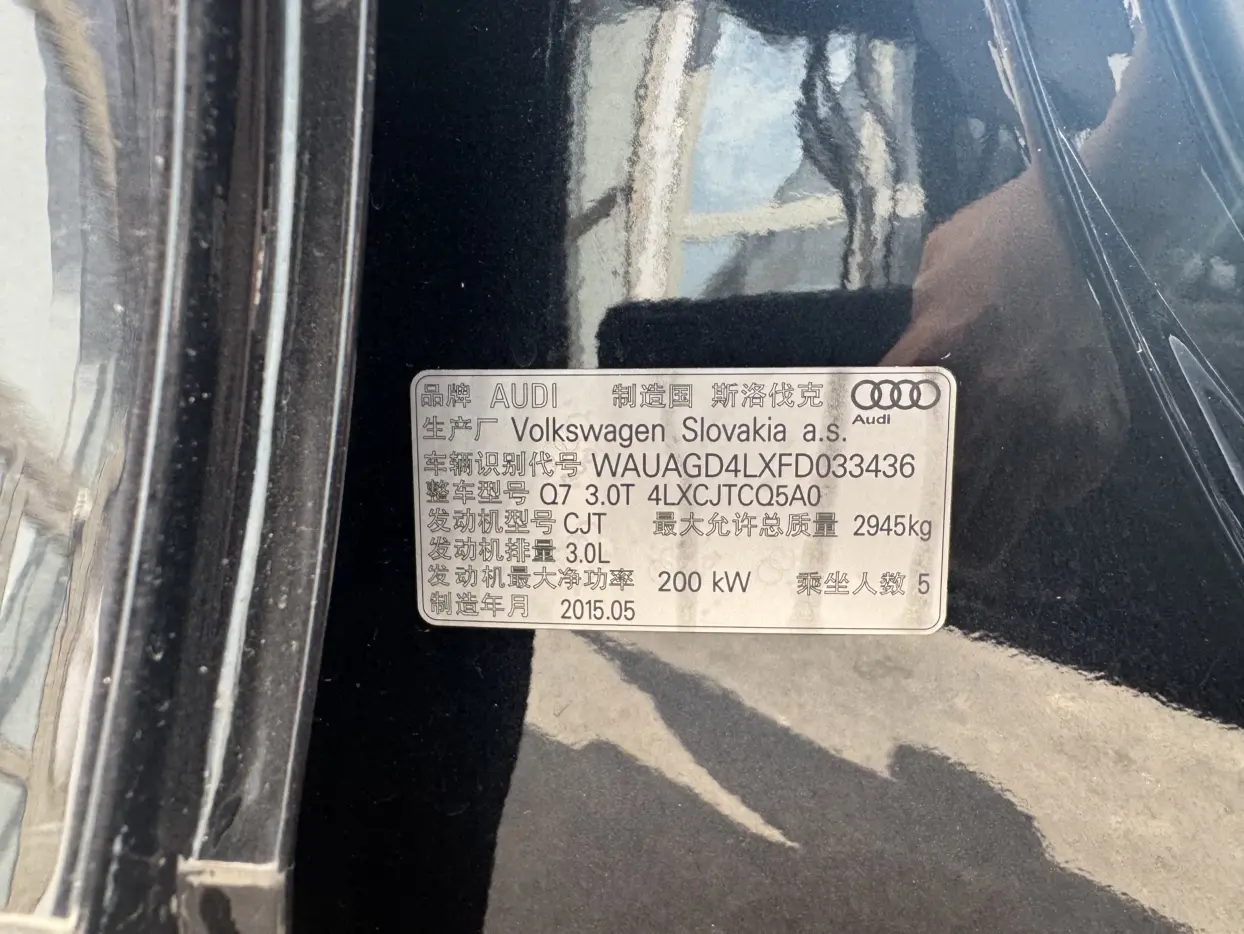 品牌 AUDI 制造国 斯洛伐克
Audi
生产厂 Volkswagen Slovakia a.s.
车辆识别代号 WAUAGD4LXFD033436
整车型号 Q7 3.0T 4LXCJTCQ5A0
发动机型号 CJT 最大允许总质量 2945kg
发动机排量 3.0L
发动机最大净功率 200 kW 乘坐人数 5
制造年月 2015.05